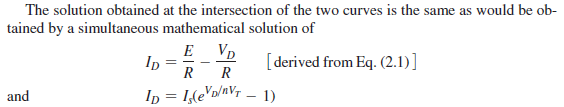 The solution obtained at the intersection of the two curves is the same as would be ob-
tained by a simultaneous mathematical solution of
I_D = E/R − V_D/R [derived from Eq. (2.1)]
and I_D = I_s(e^{V_D/nV_T} − 1)